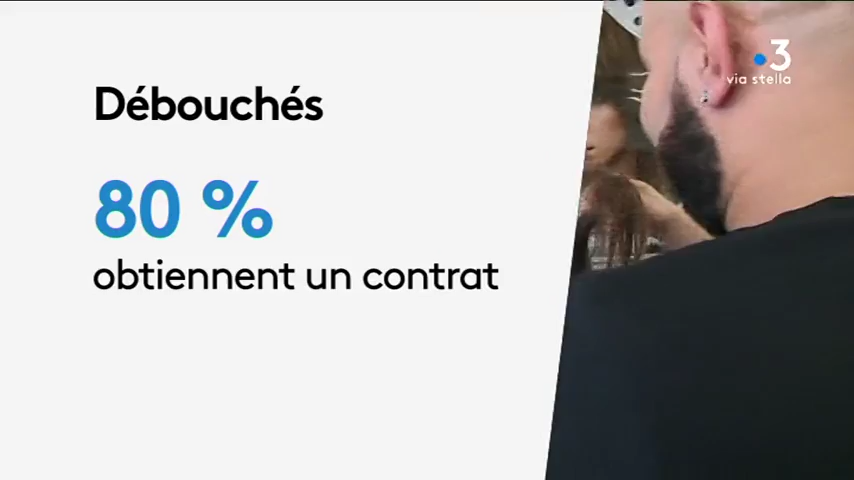 Débouchés
80 %
obtiennent un contrat
3
via stella